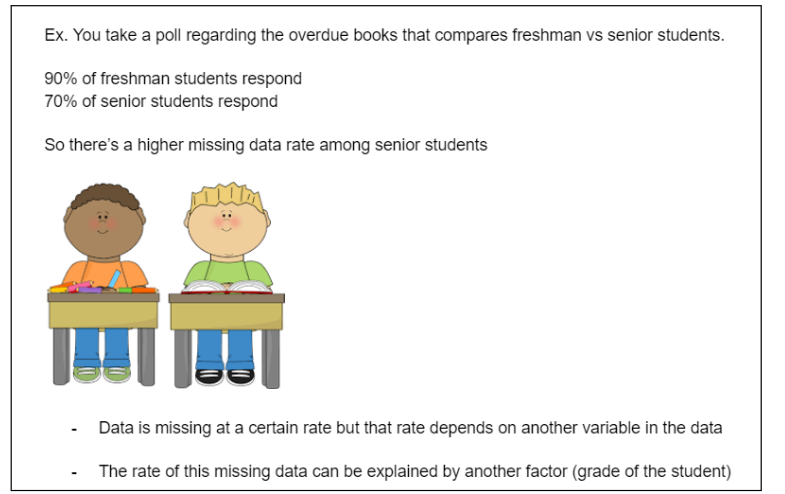 Ex. You take a poll regarding the overdue books that compares freshman vs senior students.
90% of freshman students respond
70% of senior students respond
So there's a higher missing data rate among senior students
- Data is missing at a certain rate but that rate depends on another variable in the data
- The rate of this missing data can be explained by another factor (grade of the student)